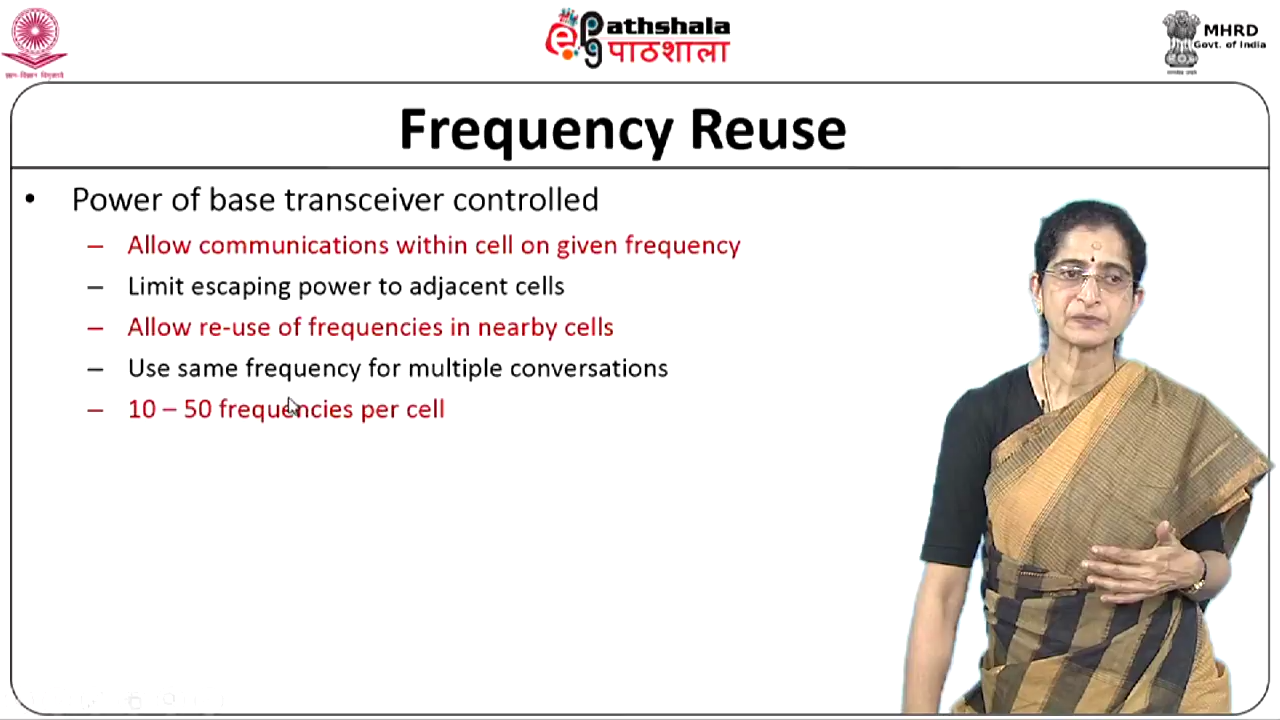 Pathshala
पाठशाला
MHRD
Govt. of India
Frequency Reuse
• Power of base transceiver controlled
– Allow communications within cell on given frequency
– Limit escaping power to adjacent cells
– Allow re-use of frequencies in nearby cells
– Use same frequency for multiple conversations
– 10 – 50 frequencies per cell